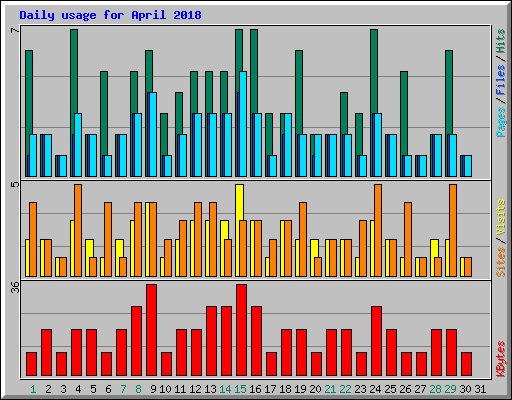 Daily usage for April 2018
7
Pages / Files / Hits
5
Sites / Visits
36
KBytes
1 2 3 4 5 6 7 8 9 10 11 12 13 14 15 16 17 18 19 20 21 22 23 24 25 26 27 28 29 30 31